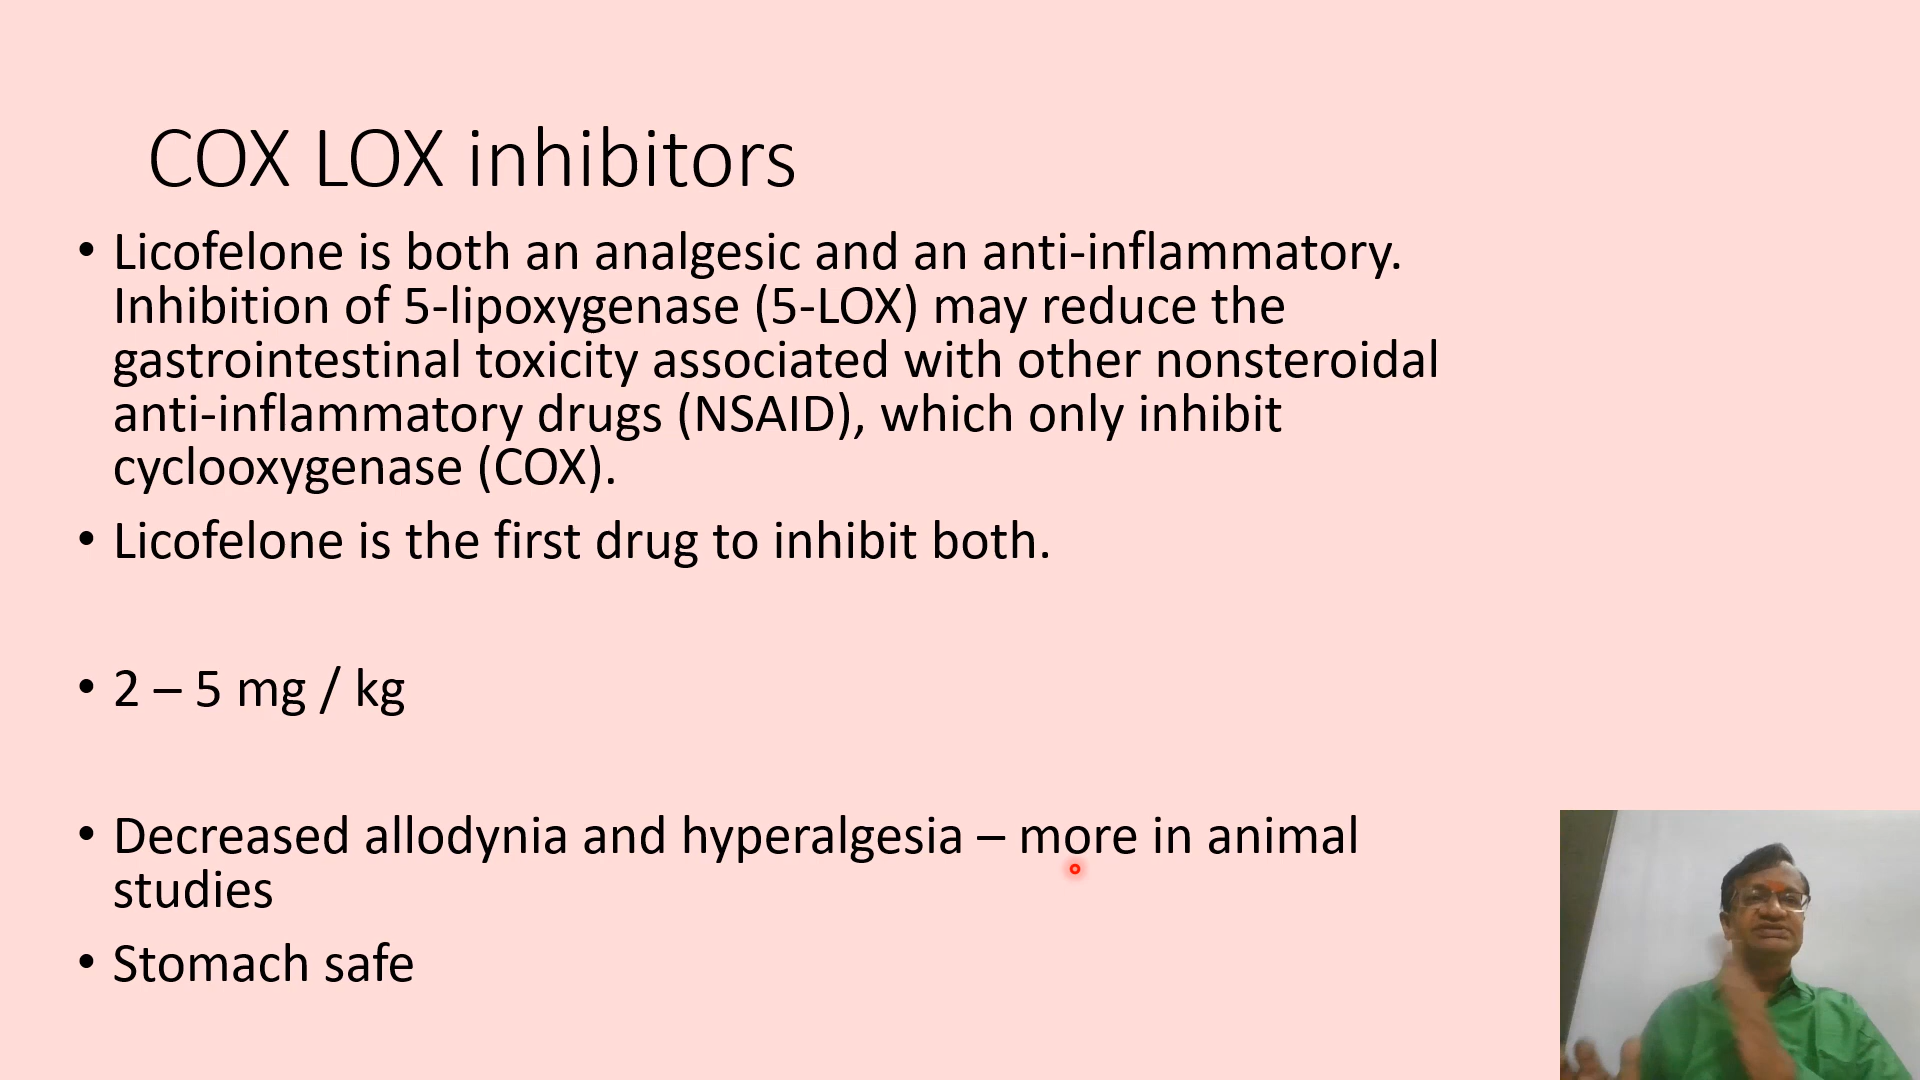 COX LOX inhibitors
• Licofelone is both an analgesic and an anti-inflammatory.
Inhibition of 5-lipoxygenase (5-LOX) may reduce the
gastrointestinal toxicity associated with other nonsteroidal
anti-inflammatory drugs (NSAID), which only inhibit
cyclooxygenase (COX).
• Licofelone is the first drug to inhibit both.
• 2 – 5 mg / kg
• Decreased allodynia and hyperalgesia – more in animal
studies
• Stomach safe